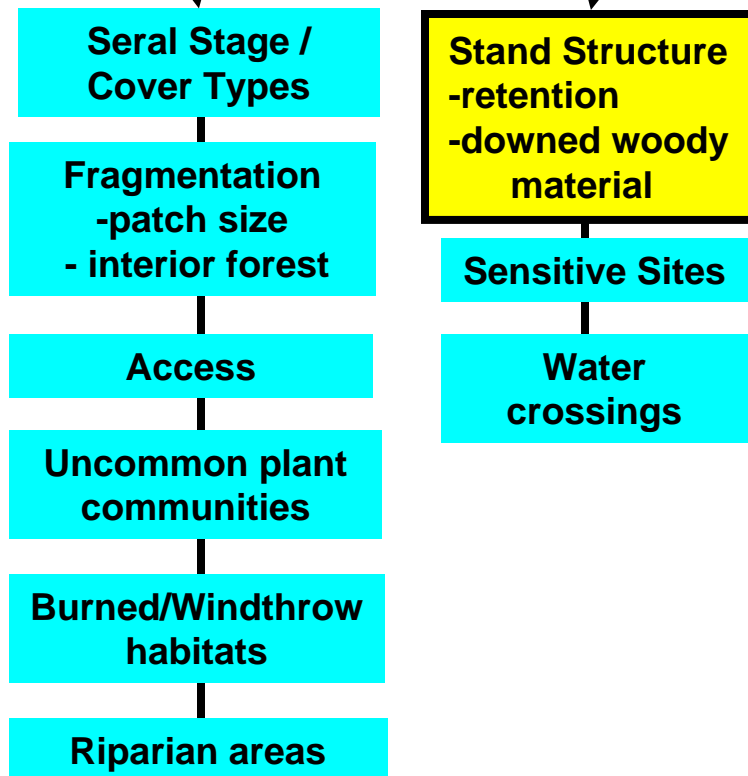 Seral Stage /
Cover Types
Fragmentation
-patch size
- interior forest
Access
Uncommon plant
communities
Burned/Windthrow
habitats
Riparian areas
Stand Structure
-retention
-downed woody
material
Sensitive Sites
Water
crossings